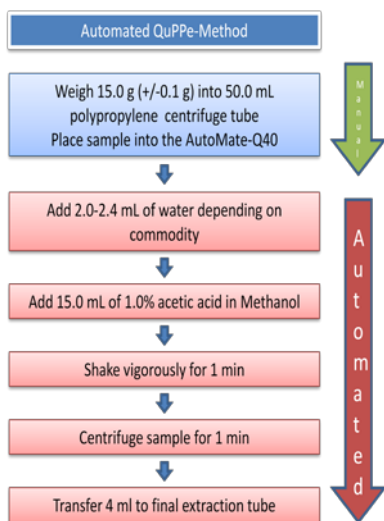 Automated QuPPe-Method
Weigh 15.0 g (+/-0.1 g) into 50.0 mL
polypropylene centrifuge tube
Place sample into the AutoMate-Q40
Manual
Add 2.0-2.4 mL of water depending on
commodity
Add 15.0 mL of 1.0% acetic acid in Methanol
Shake vigorously for 1 min
Centrifuge sample for 1 min
Transfer 4 ml to final extraction tube
Automated